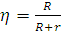 η = R/(R+r)